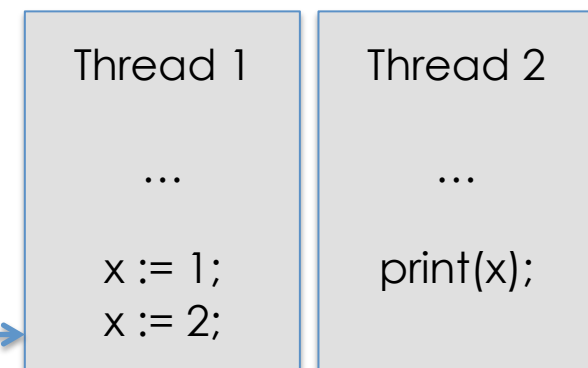 Thread 1
…
x := 1;
x := 2;
Thread 2
…
print(x);